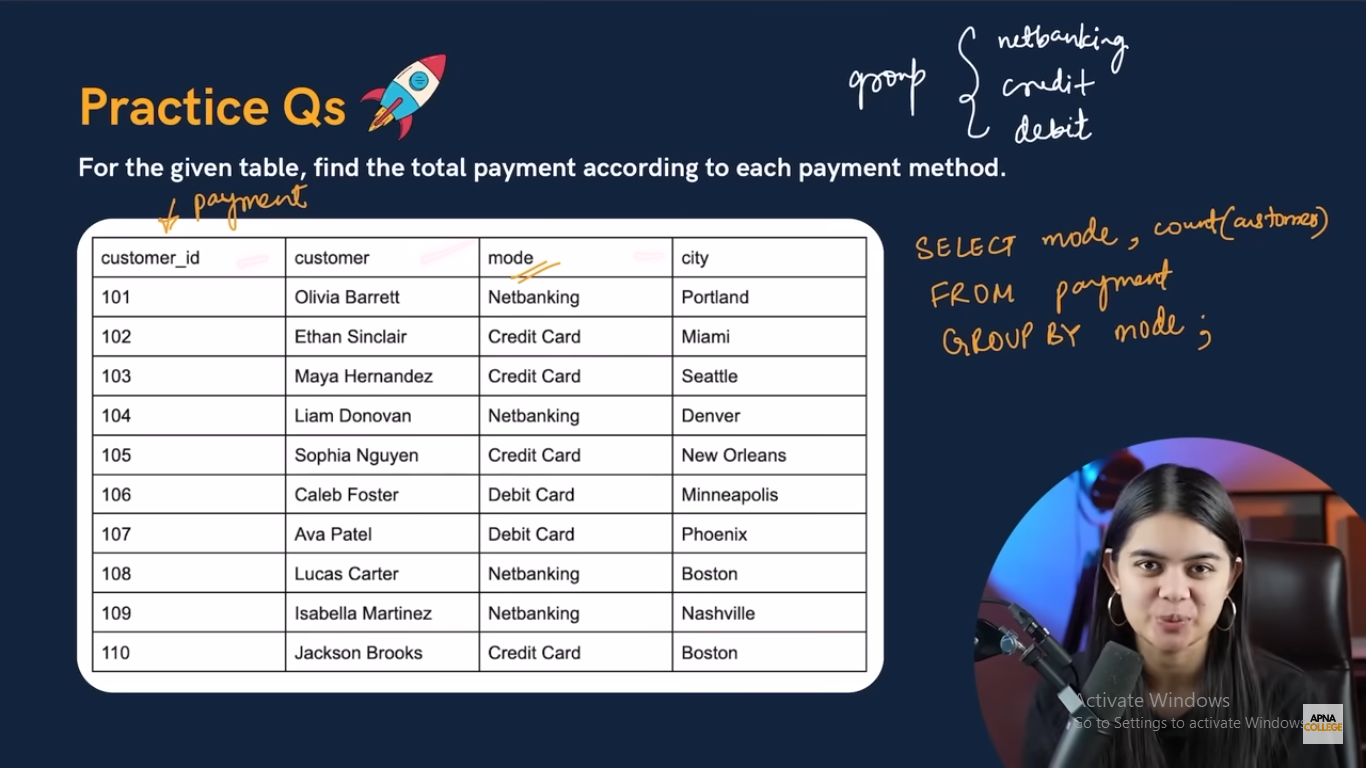 group { netbanking
credit
debit
Practice Qs
For the given table, find the total payment according to each payment method.
payment
customer_id customer mode city
101 Olivia Barrett Netbanking Portland
102 Ethan Sinclair Credit Card Miami
103 Maya Hernandez Credit Card Seattle
104 Liam Donovan Netbanking Denver
105 Sophia Nguyen Credit Card New Orleans
106 Caleb Foster Debit Card Minneapolis
107 Ava Patel Debit Card Phoenix
108 Lucas Carter Netbanking Boston
109 Isabella Martinez Netbanking Nashville
110 Jackson Brooks Credit Card Boston
SELECT mode, count(customer)
FROM payment
GROUP BY mode;
Activate Windows
Go to Settings to activate Windows
APNA
COLLEGE